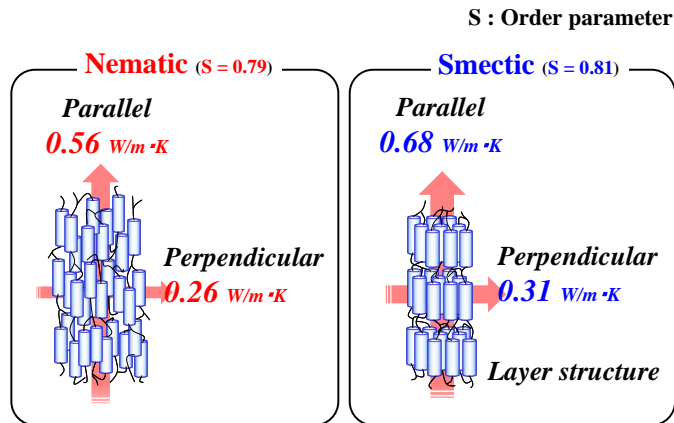 S : Order parameter
Nematic (S = 0.79)
Parallel
0.56 W/m・K
Perpendicular
0.26 W/m・K
Smectic (S = 0.81)
Parallel
0.68 W/m・K
Perpendicular
0.31 W/m・K
Layer structure